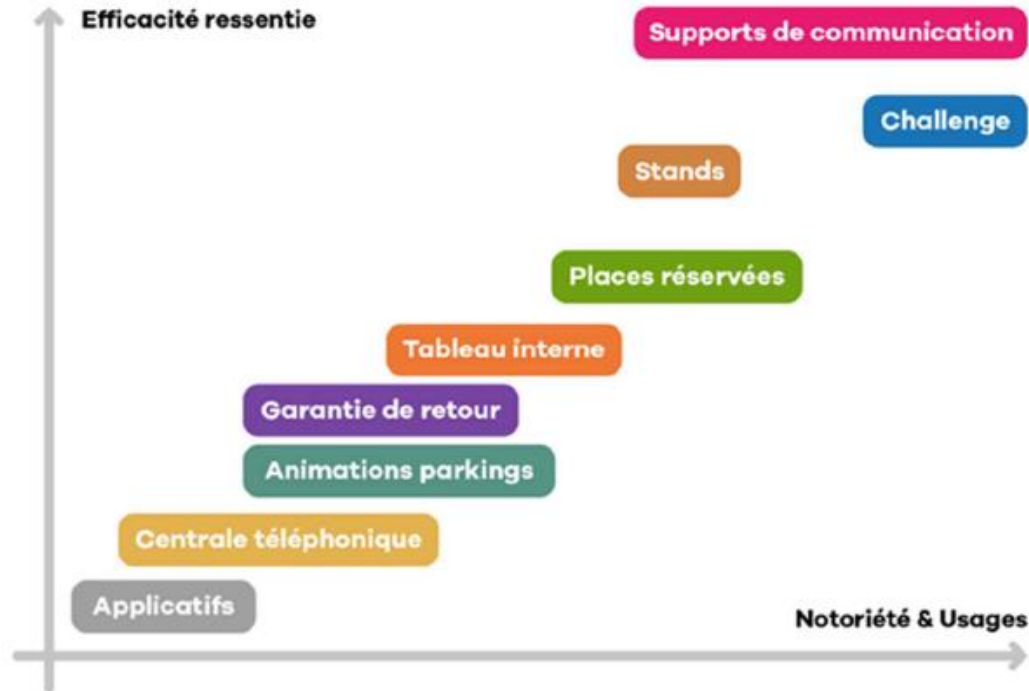 Efficacité ressentie
Supports de communication
Challenge
Stands
Places réservées
Tableau interne
Garantie de retour
Animations parkings
Centrale téléphonique
Applicatifs
Notoriété & Usages